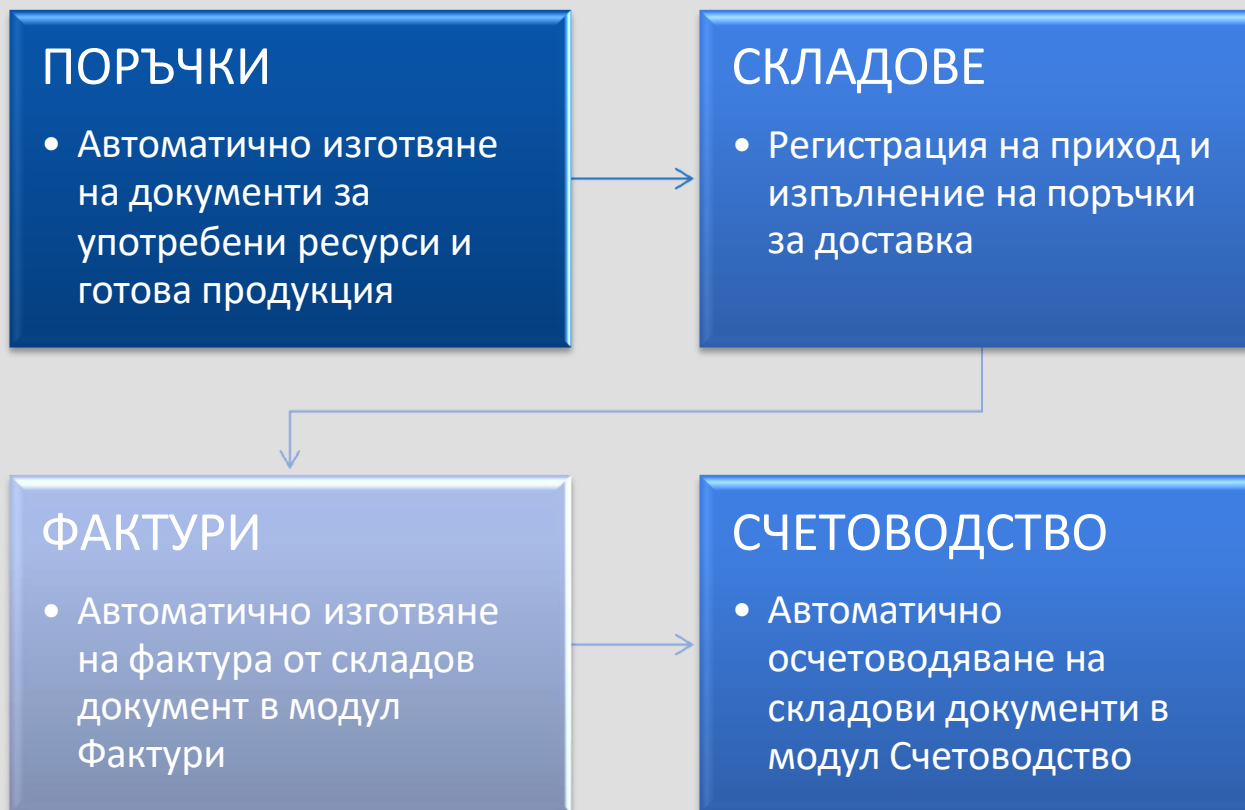 ПОРЪЧКИ
• Автоматично изготвяне
на документи за
употребени ресурси и
готова продукция
СКЛАДОВЕ
• Регистрация на приход и
изпълнение на поръчки
за доставка
ФАКТУРИ
• Автоматично изготвяне
на фактура от складов
документ в модул
Фактури
СЧЕТОВОДСТВО
• Автоматично
осчетоводяване на
складови документи в
модул Счетоводство